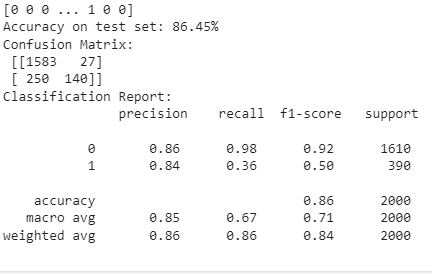 [0 0 0 ... 1 0 0]
Accuracy on test set: 86.45%
Confusion Matrix:
[[1583 27]
[ 250 140]]
Classification Report:
precision recall f1-score support
0 0.86 0.98 0.92 1610
1 0.84 0.36 0.50 390
accuracy 0.86 2000
macro avg 0.85 0.67 0.71 2000
weighted avg 0.86 0.86 0.84 2000